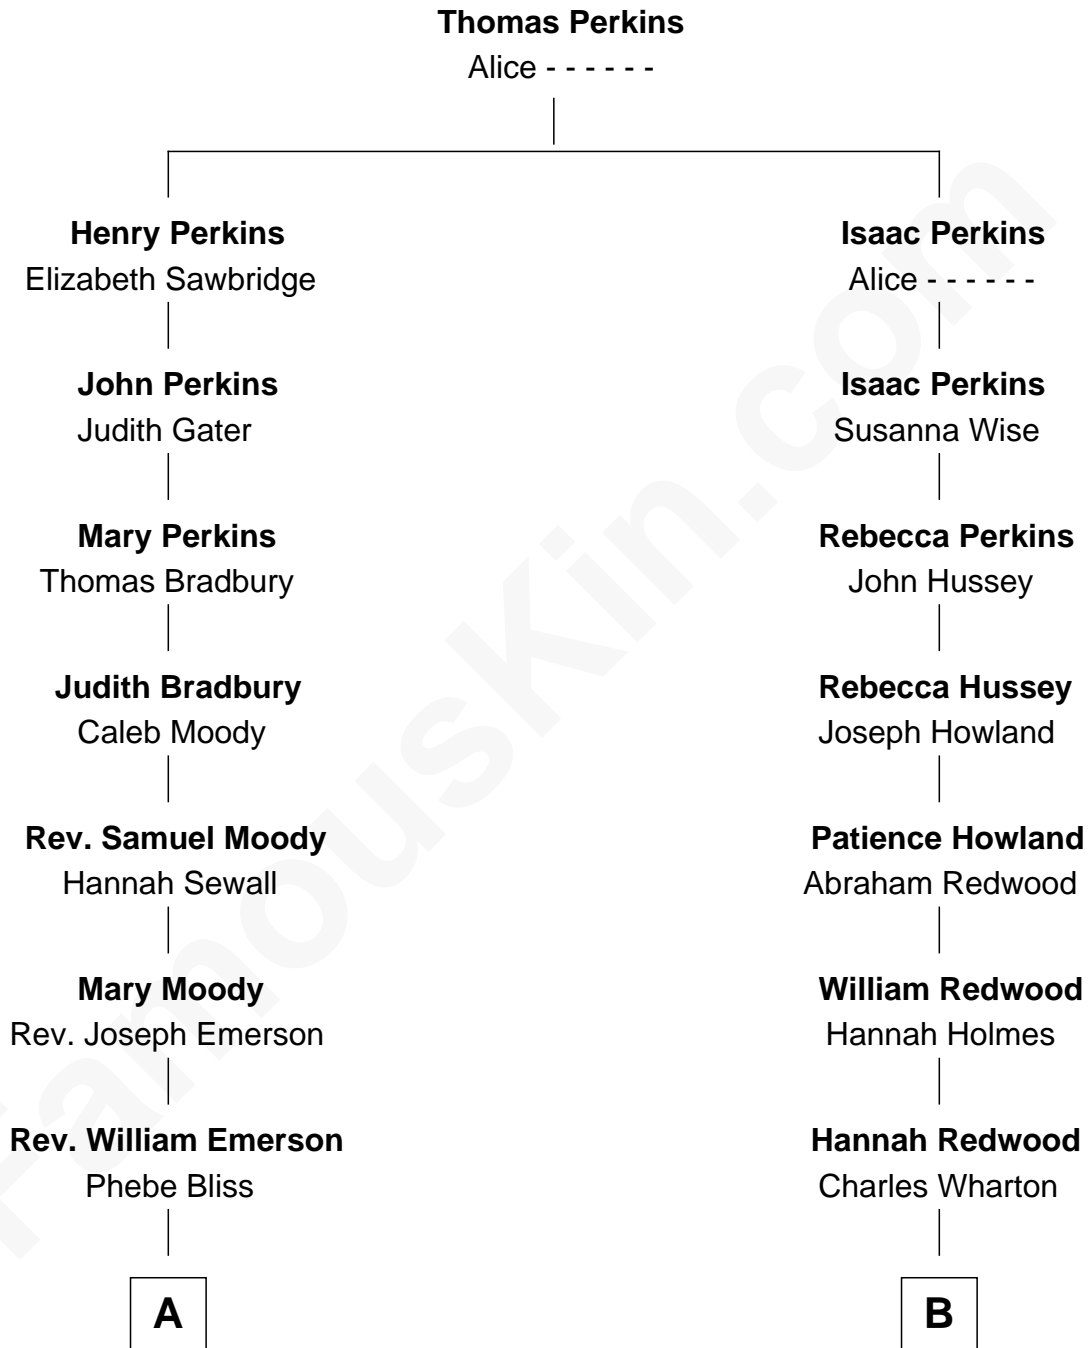 Thomas Perkins
Alice - - - - - -
Henry Perkins
Elizabeth Sawbridge
John Perkins
Judith Gater
Mary Perkins
Thomas Bradbury
Judith Bradbury
Caleb Moody
Rev. Samuel Moody
Hannah Sewall
Mary Moody
Rev. Joseph Emerson
Rev. William Emerson
Phebe Bliss
A
Isaac Perkins
Alice - - - - - -
Isaac Perkins
Susanna Wise
Rebecca Perkins
John Hussey
Rebecca Hussey
Joseph Howland
Patience Howland
Abraham Redwood
William Redwood
Hannah Holmes
Hannah Redwood
Charles Wharton
B
FamousKin.com